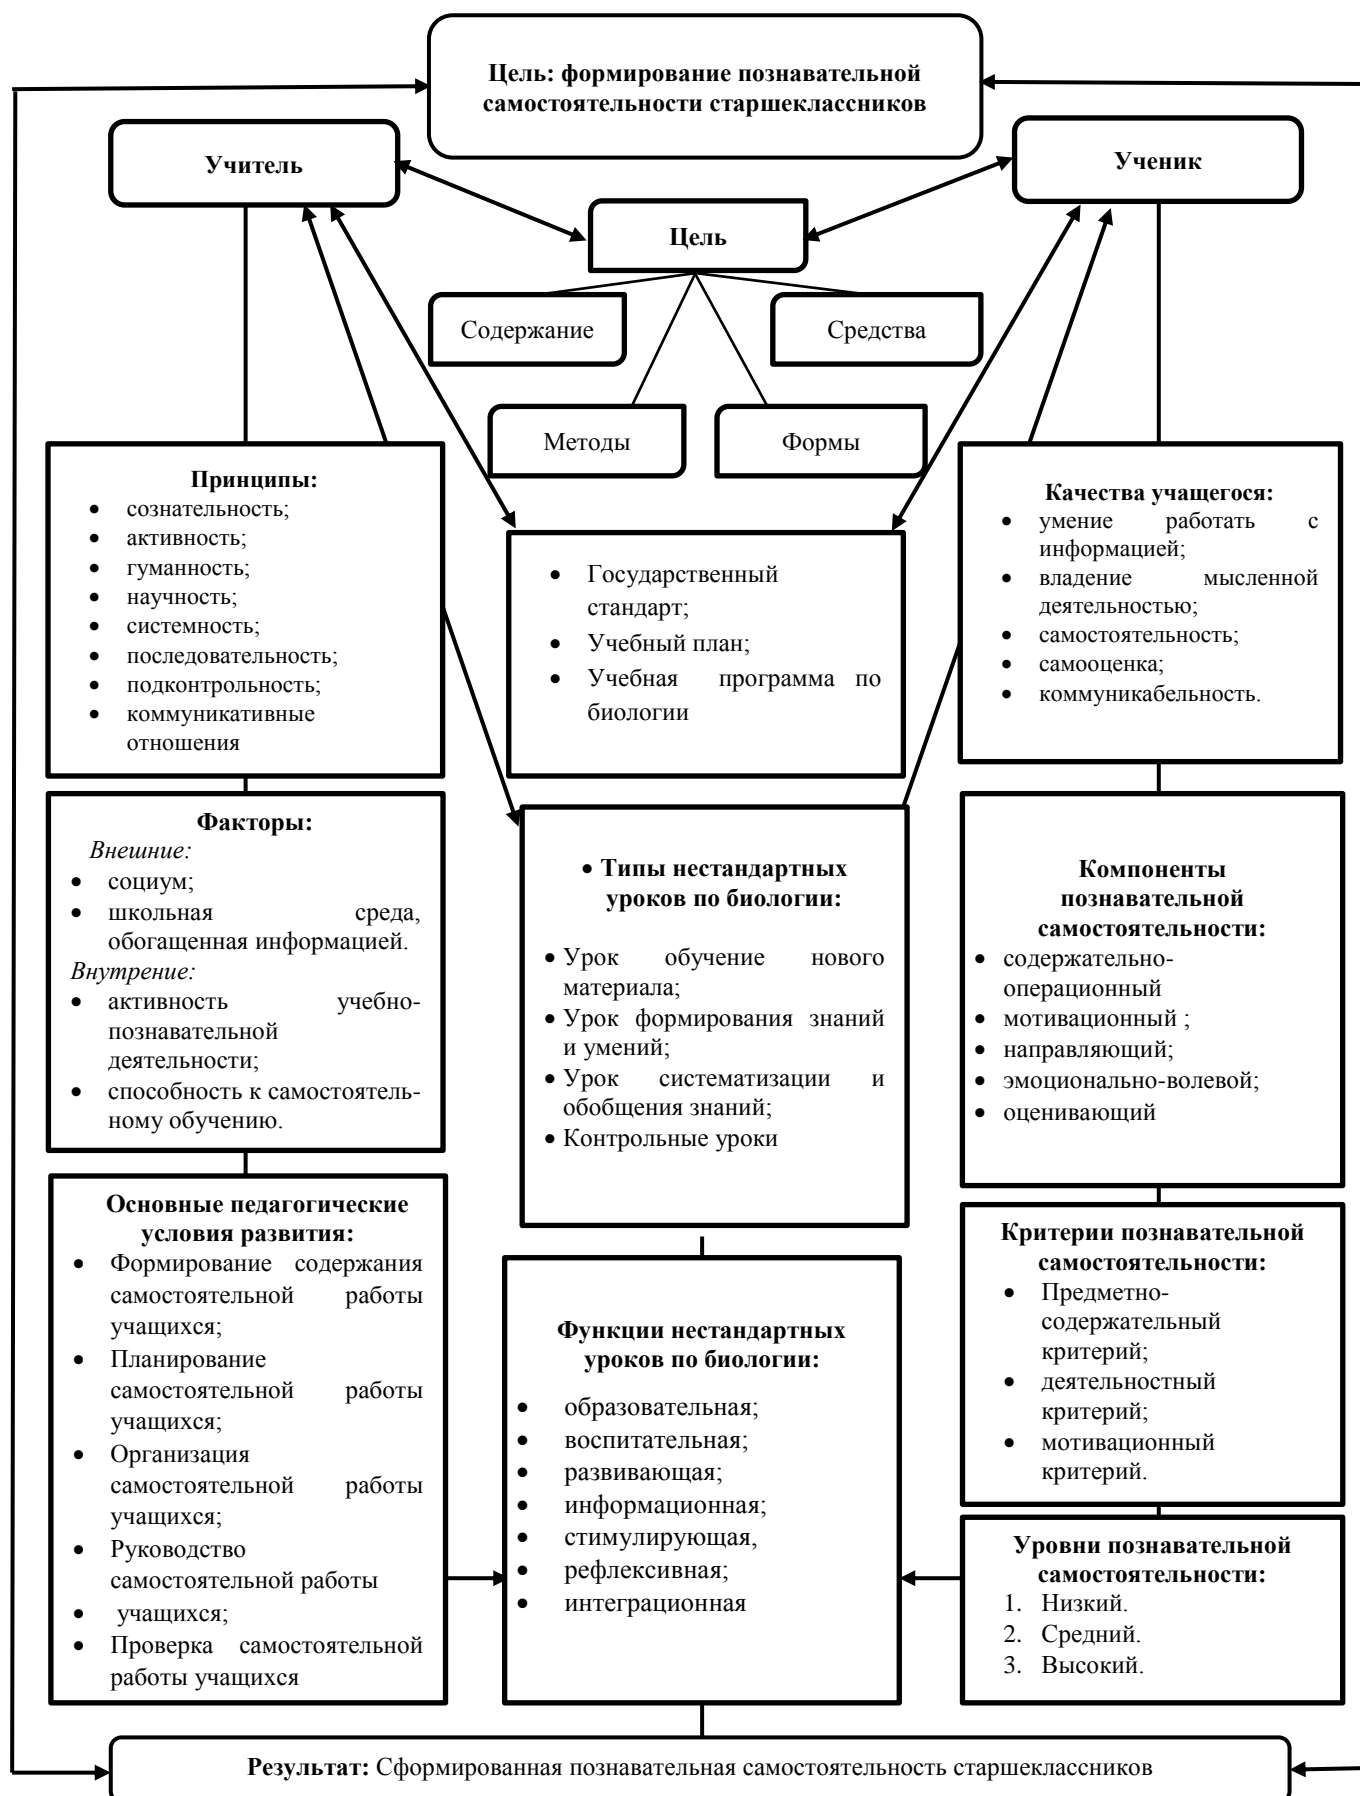 Цель: формирование познавательной
самостоятельности старшеклассников
Учитель
Ученик
Цель
Содержание
Средства
Методы
Формы
Принципы:
• сознательность;
• активность;
• гуманность;
• научность;
• системность;
• последовательность;
• подконтрольность;
• коммуникативные
отношения
Факторы:
Внешние:
• социум;
• школьная среда,
обогащенная информацией.
Внутрение:
• активность учебно-
познавательной
деятельности;
• способность к самостоятель-
ному обучению.
Основные педагогические
условия развития:
• Формирование содержания
самостоятельной работы
учащихся;
• Планирование
самостоятельной работы
учащихся;
• Организация
самостоятельной работы
учащихся;
• Руководство
самостоятельной работы
• учащихся;
• Проверка самостоятельной
работы учащихся
• Государственный
стандарт;
• Учебный план;
• Учебная программа по
биологии
• Типы нестандартных
уроков по биологии:
• Урок обучение нового
материала;
• Урок формирования знаний
и умений;
• Урок систематизации и
обобщения знаний;
• Контрольные уроки
Функции нестандартных
уроков по биологии:
• образовательная;
• воспитательная;
• развивающая;
• информационная;
• стимулирующая,
• рефлексивная;
• интеграционная
Качества учащегося:
• умение работать с
информацией;
• владение мысленной
деятельностью;
• самостоятельность;
• самооценка;
• коммуникабельность.
Компоненты
познавательной
самостоятельности:
• содержательно-
операционный
• мотивационный ;
• направляющий;
• эмоционально-волевой;
• оценивающий
Критерии познавательной
самостоятельности:
• Предметно-
содержательный
критерий;
• деятельностный
критерий;
• мотивационный
критерий.
Уровни познавательной
самостоятельности:
1. Низкий.
2. Средний.
3. Высокий.
Результат: Сформированная познавательная самостоятельность старшеклассников